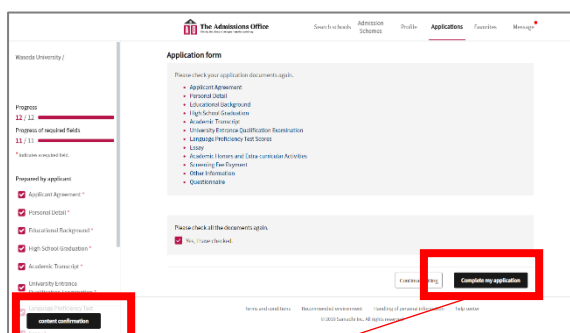 The Admissions Office
Search schools
Admission Schemes
Profile
Applications
Favorites
Message
Waseda University /
Progress
12 / 12
Progress of required fields
11 / 11
* Indicates a required field.
Prepared by applicant
Applicant Agreement *
Personal Detail *
Educational Background *
High School Graduation *
Academic Transcript *
University Entrance
Language Proficiency Test
content confirmation
Application form
Please check your application documents again.
• Applicant Agreement
• Personal Detail
• Educational Background
• High School Graduation
• Academic Transcript
• University Entrance Qualification Examination
• Language Proficiency Test Scores
• Essay
• Academic Honors and Extra-curricular Activities
• Screening Fee Payment
• Other Information
• Questionnaire
Please check all the documents again.
Yes, I have checked.
Complete my application
Terms and conditions
Recommended environment
Handling of personal information
help center